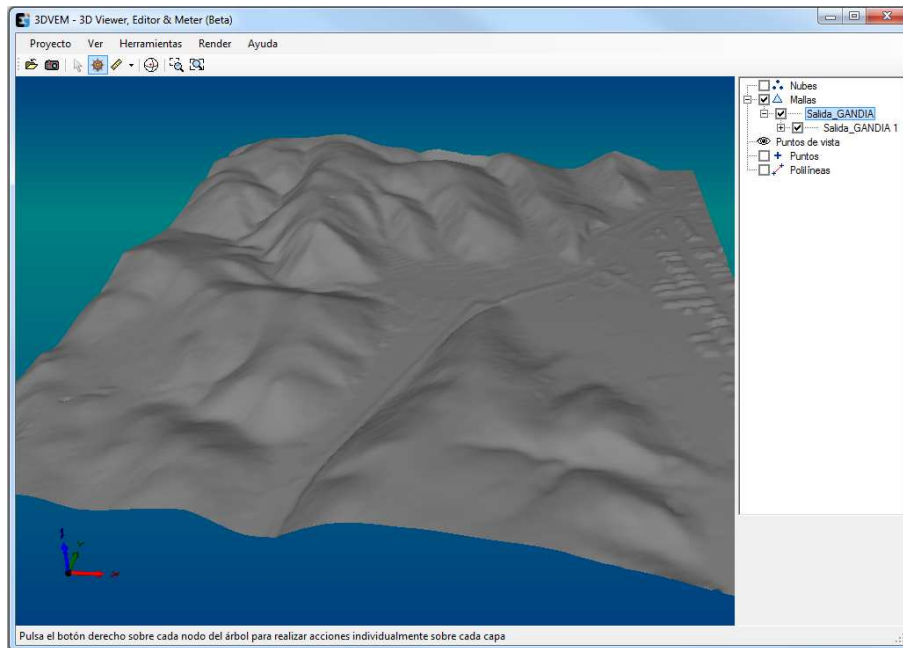 3DVEM - 3D Viewer, Editor & Meter (Beta)
Proyecto Ver Herramientas Render Ayuda
Nubes
Mallas
Salida_GANDIA
Salida_GANDIA 1
Puntos de vista
Puntos
Polilíneas
Pulsa el botón derecho sobre cada nodo del árbol para realizar acciones individualmente sobre cada capa